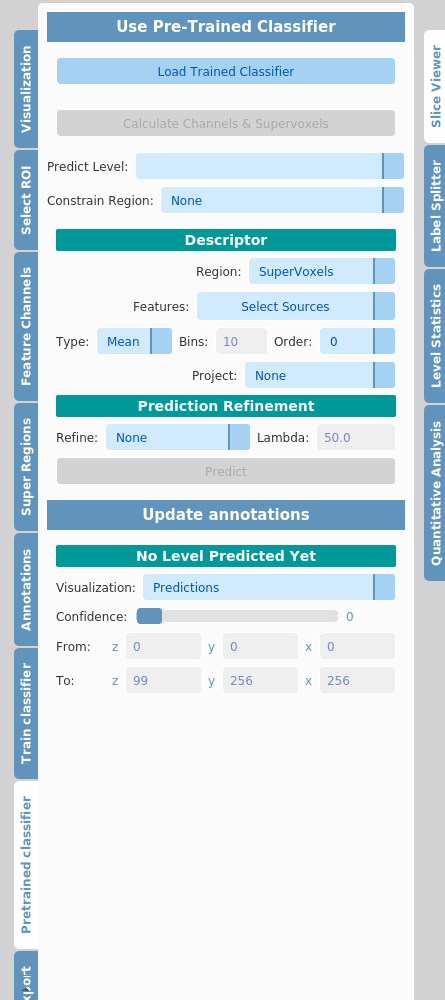 Use Pre-Trained Classifier
Load Trained Classifier
Calculate Channels & Supervoxels
Predict Level:
Constrain Region: None
Descriptor
Region: SuperVoxels
Features: Select Sources
Type: Mean Bins: 10 Order: 0
Project: None
Prediction Refinement
Refine: None Lambda: 50.0
Predict
Update annotations
No Level Predicted Yet
Visualization: Predictions
Confidence: 0
From: z 0 y 0 x 0
To: z 99 y 256 x 256
Visualization
Select ROI
Feature Channels
Super Regions
Annotations
Train classifier
Pretrained classifier
Slice Viewer
Label Splitter
Level Statistics
Quantitative Analysis